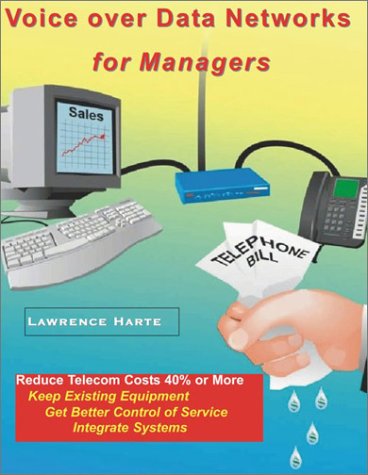 Voice over Data Networks
for Managers
Sales
TELEPHONE
BILL
LAWRENCE HARTE
Reduce Telecom Costs 40% or More
Keep Existing Equipment
Get Better Control of Service
Integrate Systems
$
$
$